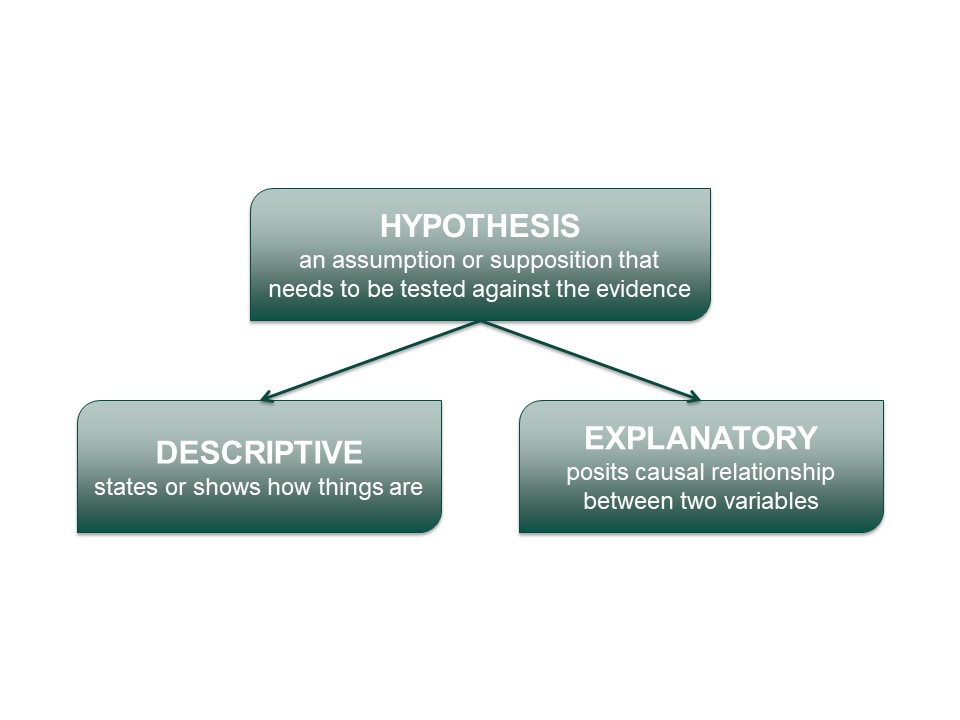 HYPOTHESIS
an assumption or supposition that
needs to be tested against the evidence
DESCRIPTIVE
states or shows how things are
EXPLANATORY
posits causal relationship
between two variables